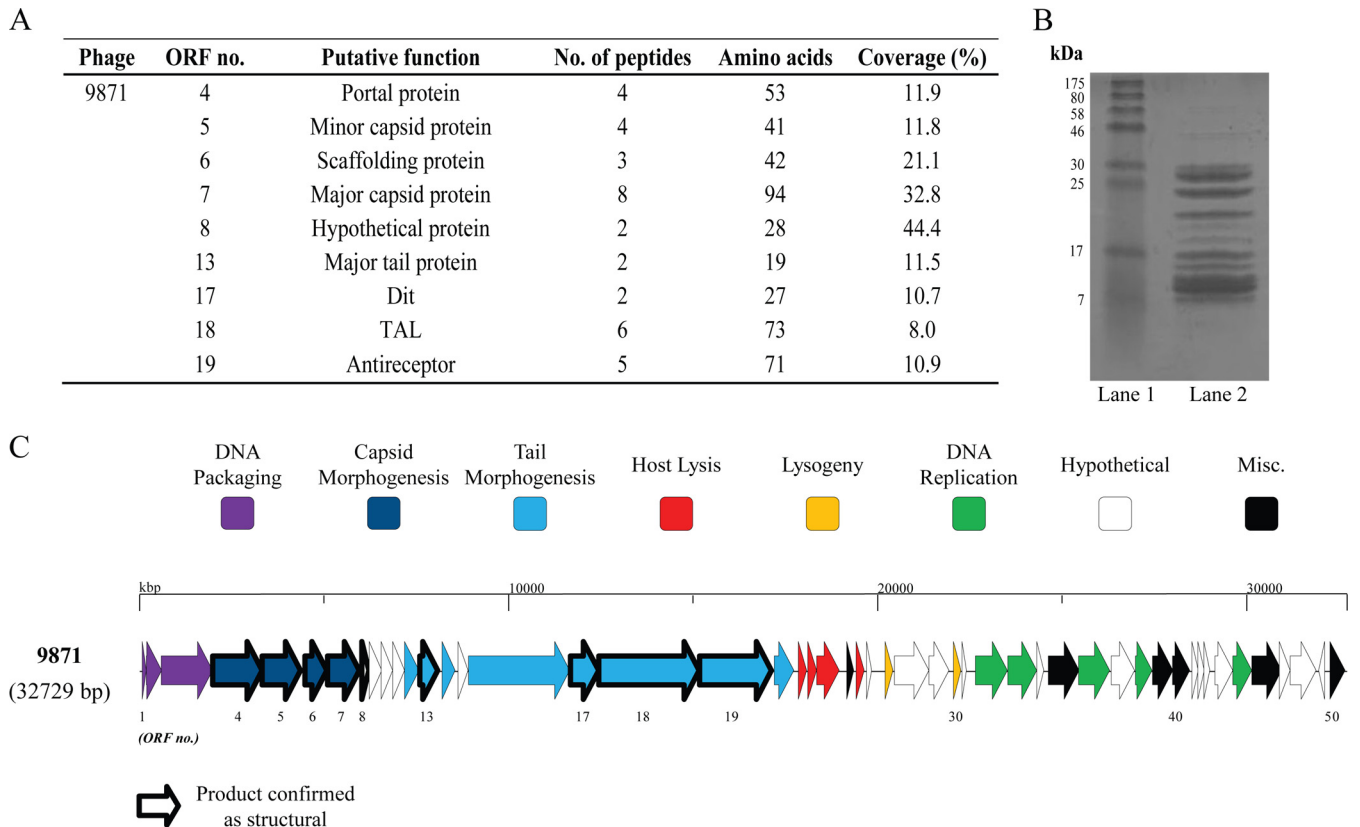 A
Phage ORF no. Putative function No. of peptides Amino acids Coverage (%)
9871 4 Portal protein 4 53 11.9
5 Minor capsid protein 4 41 11.8
6 Scaffolding protein 3 42 21.1
7 Major capsid protein 8 94 32.8
8 Hypothetical protein 2 28 44.4
13 Major tail protein 2 19 11.5
17 Dit 2 27 10.7
18 TAL 6 73 8.0
19 Antireceptor 5 71 10.9
B
kDa
175
80
58
46
30
25
17
7
Lane 1 Lane 2
C
DNA Packaging
Capsid Morphogenesis
Tail Morphogenesis
Host Lysis
Lysogeny
DNA Replication
Hypothetical
Misc.
kbp 10000 20000 30000
9871
(32729 bp)
1 4 5 6 7 8 13 17 18 19 30 40 50
(ORF no.)
Product confirmed
as structural